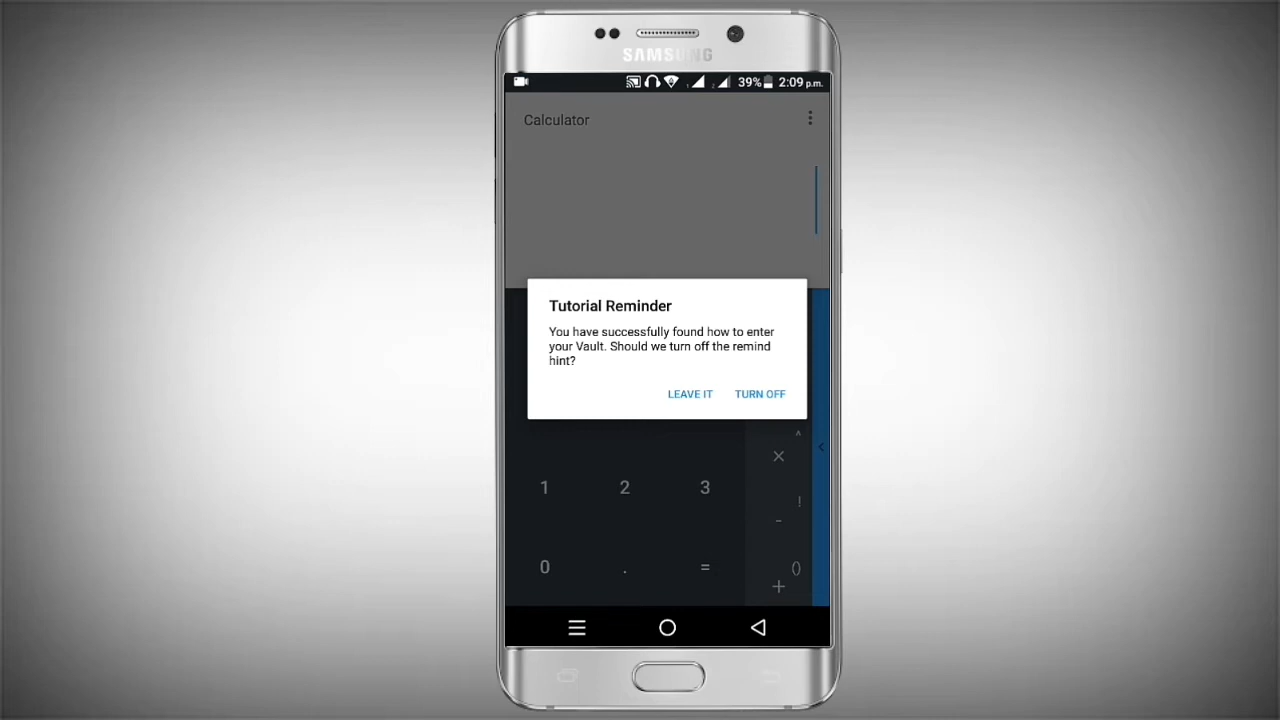 SAMSUNG
39% 2:09 p.m.
Calculator
Tutorial Reminder
You have successfully found how to enter
your Vault. Should we turn off the remind
hint?
LEAVE IT TURN OFF
^
×
<
1 2 3
!
-
0 . = ()
+